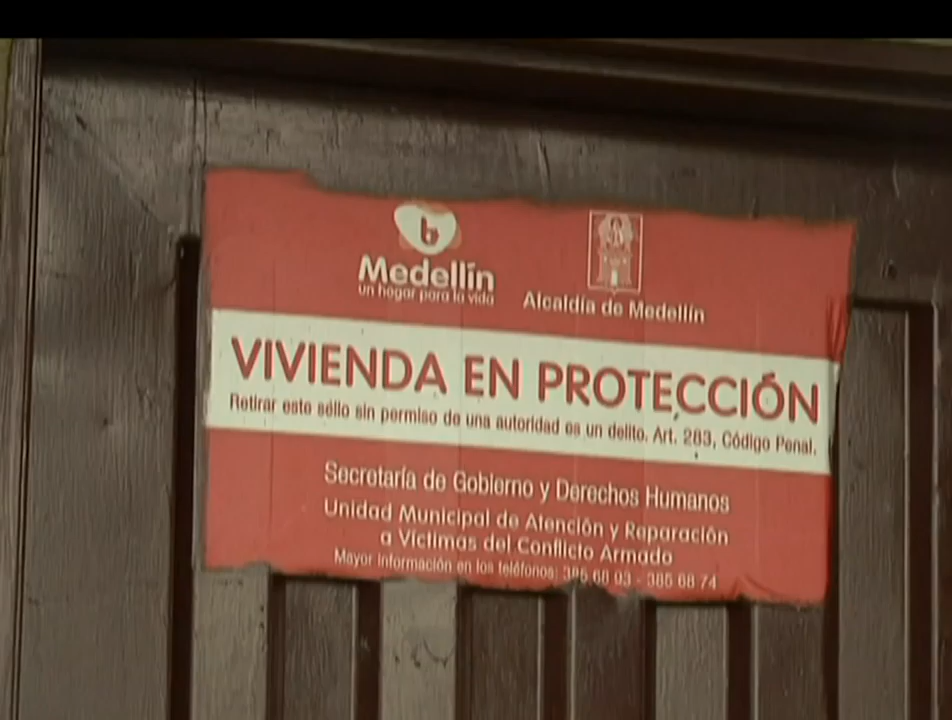 Medellín
un hogar para la vida
Alcaldía de Medellín
VIVIENDA EN PROTECCIÓN
Retirar este sello sin permiso de una autoridad es un delito. Art. 283, Código Penal.
Secretaría de Gobierno y Derechos Humanos
Unidad Municipal de Atención y Reparación
a Víctimas del Conflicto Armado
Mayor información en los teléfonos: 385 68 93 - 385 68 74